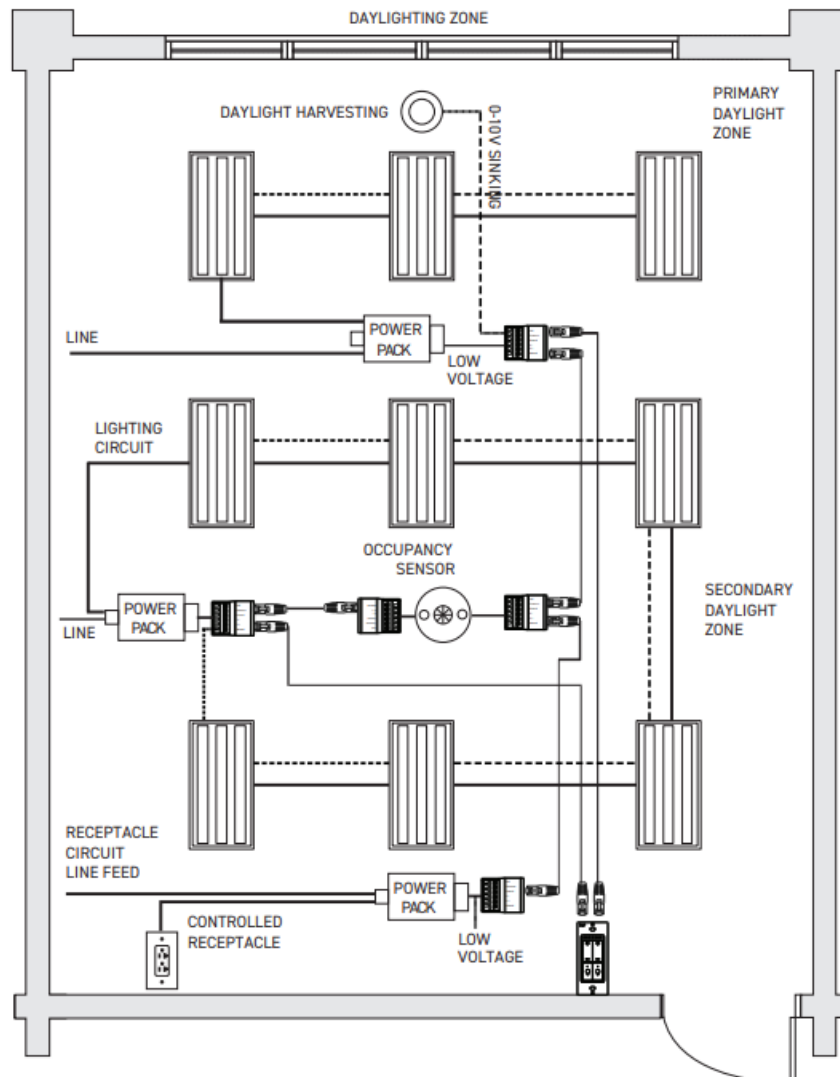 DAYLIGHTING ZONE
DAYLIGHT HARVESTING
0-10V SINKING
PRIMARY
DAYLIGHT
ZONE
LINE
POWER
PACK
LOW
VOLTAGE
LIGHTING
CIRCUIT
OCCUPANCY
SENSOR
SECONDARY
DAYLIGHT
ZONE
POWER
PACK
LINE
RECEPTACLE
CIRCUIT
LINE FEED
POWER
PACK
CONTROLLED
RECEPTACLE
LOW
VOLTAGE